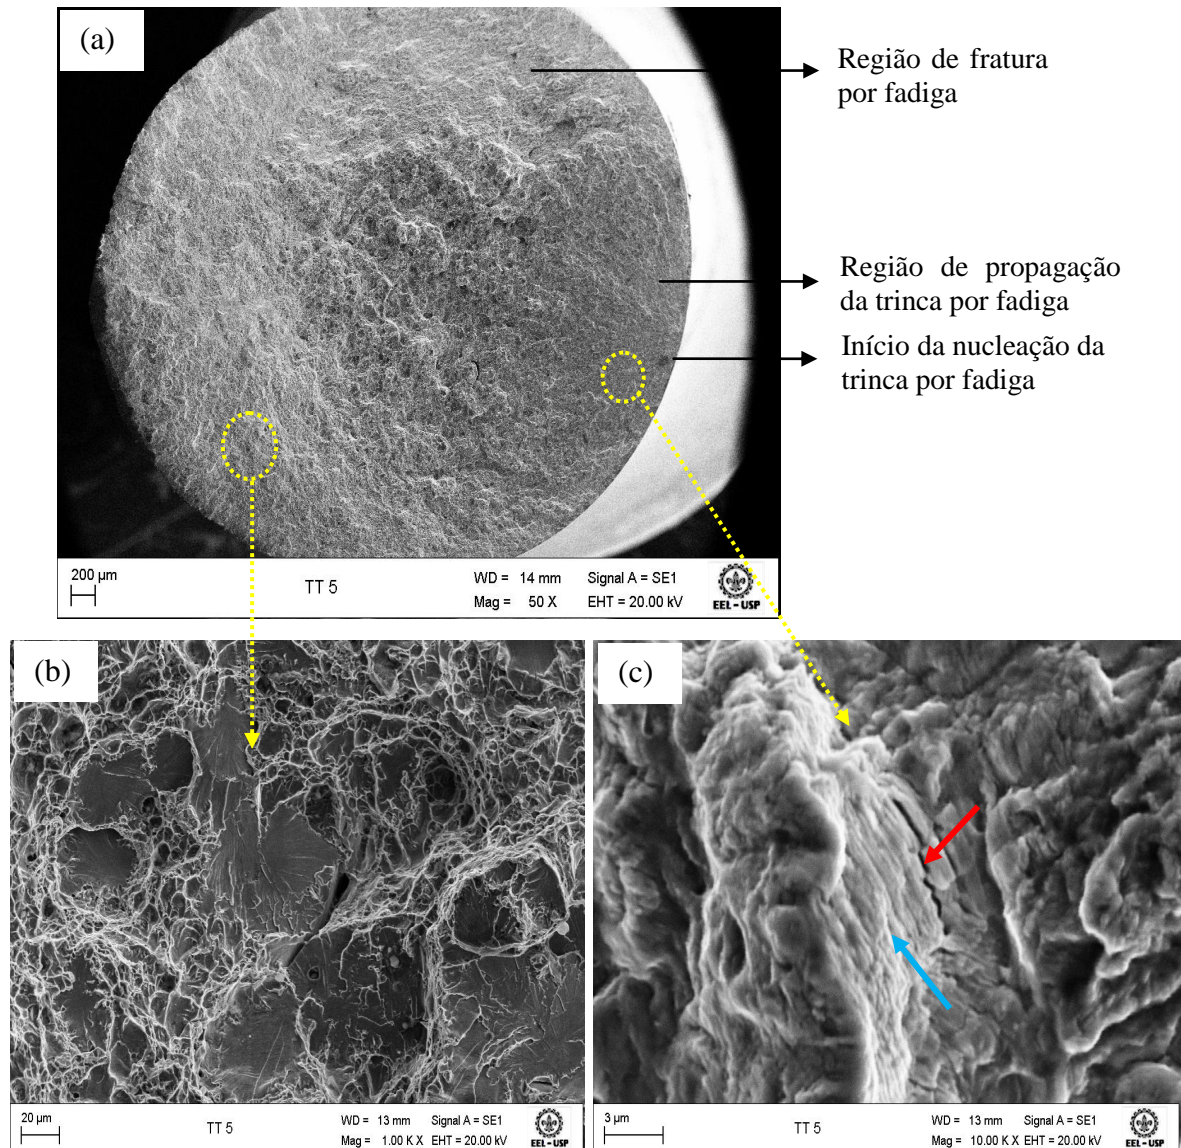 (a)
Região de fratura
por fadiga
Região de propagação
da trinca por fadiga
Início da nucleação da
trinca por fadiga
200 µm
TT 5
WD = 14 mm Signal A = SE1
Mag = 50 X EHT = 20.00 kV
EEL - USP
(b)
(c)
20 µm
TT 5
WD = 13 mm Signal A = SE1
Mag = 1.00 K X EHT = 20.00 kV
EEL - USP
3 µm
TT 5
WD = 13 mm Signal A = SE1
Mag = 10.00 K X EHT = 20.00 kV
EEL - USP